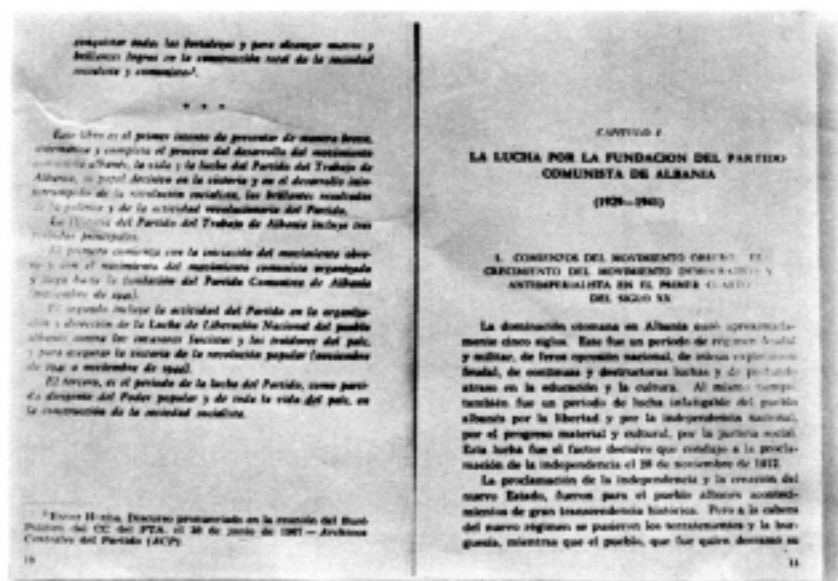 conquistar todas las fortalezas y para alcanzar nuevos y
brillantes logros en la construcción total de la sociedad
socialista y comunista¹.
* * *
Este libro es el primer intento de presentar de manera breve,
sistemática y completa el proceso del desarrollo del movimiento
comunista albanés, la vida y la lucha del Partido del Trabajo de
Albania, su papel decisivo en la victoria y en el desarrollo inin-
terrumpido de la revolución socialista, los brillantes resultados
de la política y de la actividad revolucionaria del Partido.
La Historia del Partido del Trabajo de Albania incluye tres
períodos principales.
El primero comienza con la iniciación del movimiento obre-
ro y con el nacimiento del movimiento comunista organizado
y llega hasta la fundación del Partido Comunista de Albania
(noviembre de 1941).
El segundo incluye la actividad del Partido en la organiza-
ción y dirección de la Lucha de Liberación Nacional del pueblo
albanés contra los invasores fascistas y los traidores del país,
y para asegurar la victoria de la revolución popular (noviembre
de 1941 a noviembre de 1944).
El tercero, es el período de la lucha del Partido, como parti-
do dirigente del Poder popular y de toda la vida del país, en
la construcción de la sociedad socialista.
¹ Enver Hoxha, Discurso pronunciado en la reunión del Buró
Político del CC del PTA, el de junio de 1967 — Archivos
Centrales del Partido (ACP).
10
CAPITULO I
LA LUCHA POR LA FUNDACION DEL PARTIDO
COMUNISTA DE ALBANIA
(1929—1941)
1. COMIENZOS DEL MOVIMIENTO OBRERO. EL
CRECIMIENTO DEL MOVIMIENTO DEMOCRATICO Y
ANTIIMPERIALISTA EN EL PRIMER CUARTO
DEL SIGLO XX
La dominación otomana en Albania duró aproximada-
mente cinco siglos. Este fue un período de régimen feudal
y militar, de feroz opresión nacional, de inicua explotación
feudal, de continuas y destructoras luchas y de profundo
atraso en la educación y la cultura. Al mismo tiempo
también fue un período de lucha infatigable del pueblo
albanés por la libertad y por la independencia nacional,
por el progreso material y cultural, por la justicia social.
Esta lucha fue el factor decisivo que condujo a la procla-
mación de la independencia el 28 de noviembre de 1912.
La proclamación de la independencia y la creación del
nuevo Estado, fueron para el pueblo albanés aconteci-
mientos de gran transcendencia histórica. Pero a la cabeza
del nuevo régimen se pusieron los terratenientes y la bur-
guesía, mientras que el pueblo, que fue quien derramó su
11